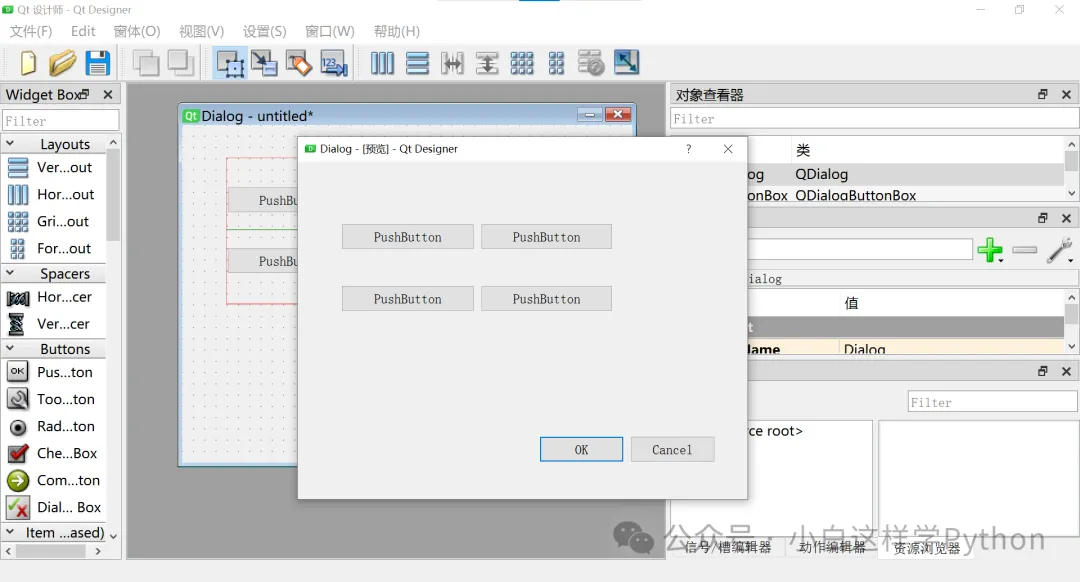 Qt 设计师 - Qt Designer
文件(F) Edit 窗体(O) 视图(V) 设置(S) 窗口(W) 帮助(H)
123
Widget Box
Filter
Layouts
Ver...out
Hor...out
Gri...out
For...out
Spacers
Hor...cer
Ver...cer
Buttons
OK Pus...ton
Too...ton
Rad...ton
Che...Box
Com...ton
Dial... Box
Item ...ased)
Qt Dialog - untitled*
PushBu
PushBu
Dialog - [预览] - Qt Designer ?
PushButton PushButton
PushButton PushButton
OK Cancel
对象查看器
Filter
类
og QDialog
onBox QDialogButtonBox
ialog
值
t
lame Dialog
Filter
ce root>
信号/槽编辑器 动作编辑器 资源浏览器
公众号 · 小白这样学Python